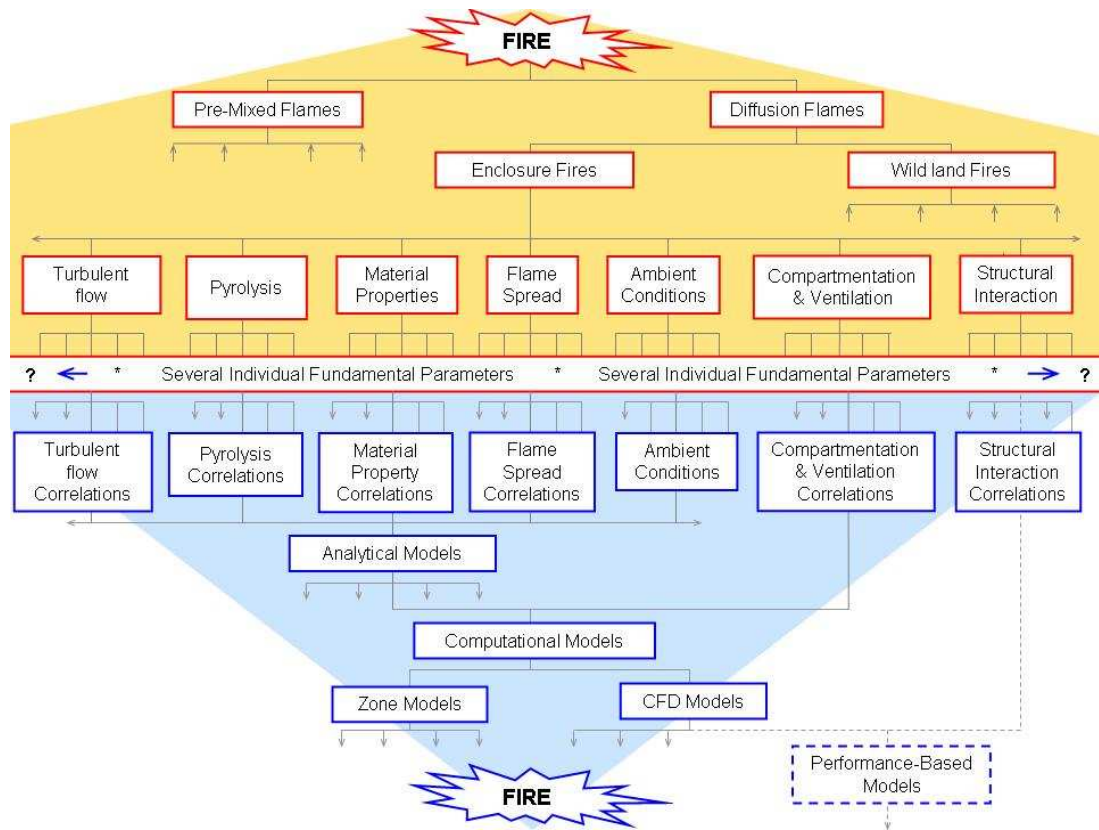 FIRE
Pre-Mixed Flames
Diffusion Flames
Enclosure Fires
Wild land Fires
Turbulent
flow
Pyrolysis
Material
Properties
Flame
Spread
Ambient
Conditions
Compartmentation
& Ventilation
Structural
Interaction
? * Several Individual Fundamental Parameters * Several Individual Fundamental Parameters * ?
Turbulent
flow
Correlations
Pyrolysis
Correlations
Material
Property
Correlations
Flame
Spread
Correlations
Ambient
Conditions
Compartmentation
& Ventilation
Correlations
Structural
Interaction
Correlations
Analytical Models
Computational Models
Zone Models
CFD Models
Performance-Based
Models
FIRE